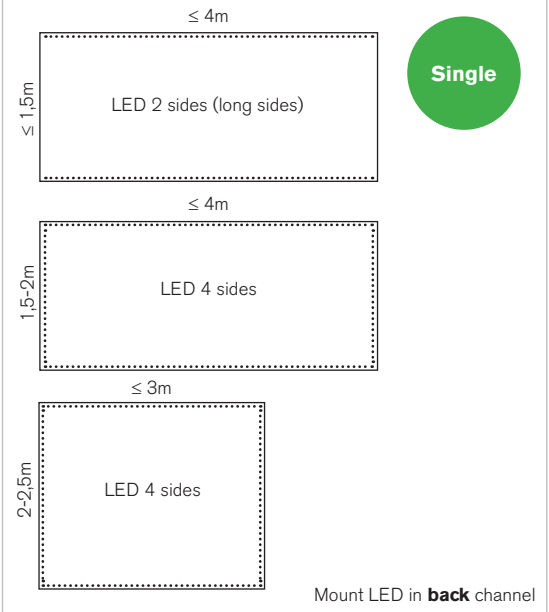 ≤ 4m
Single
≤ 1,5m
LED 2 sides (long sides)
≤ 4m
1,5-2m
LED 4 sides
≤ 3m
2-2,5m
LED 4 sides
Mount LED in back channel